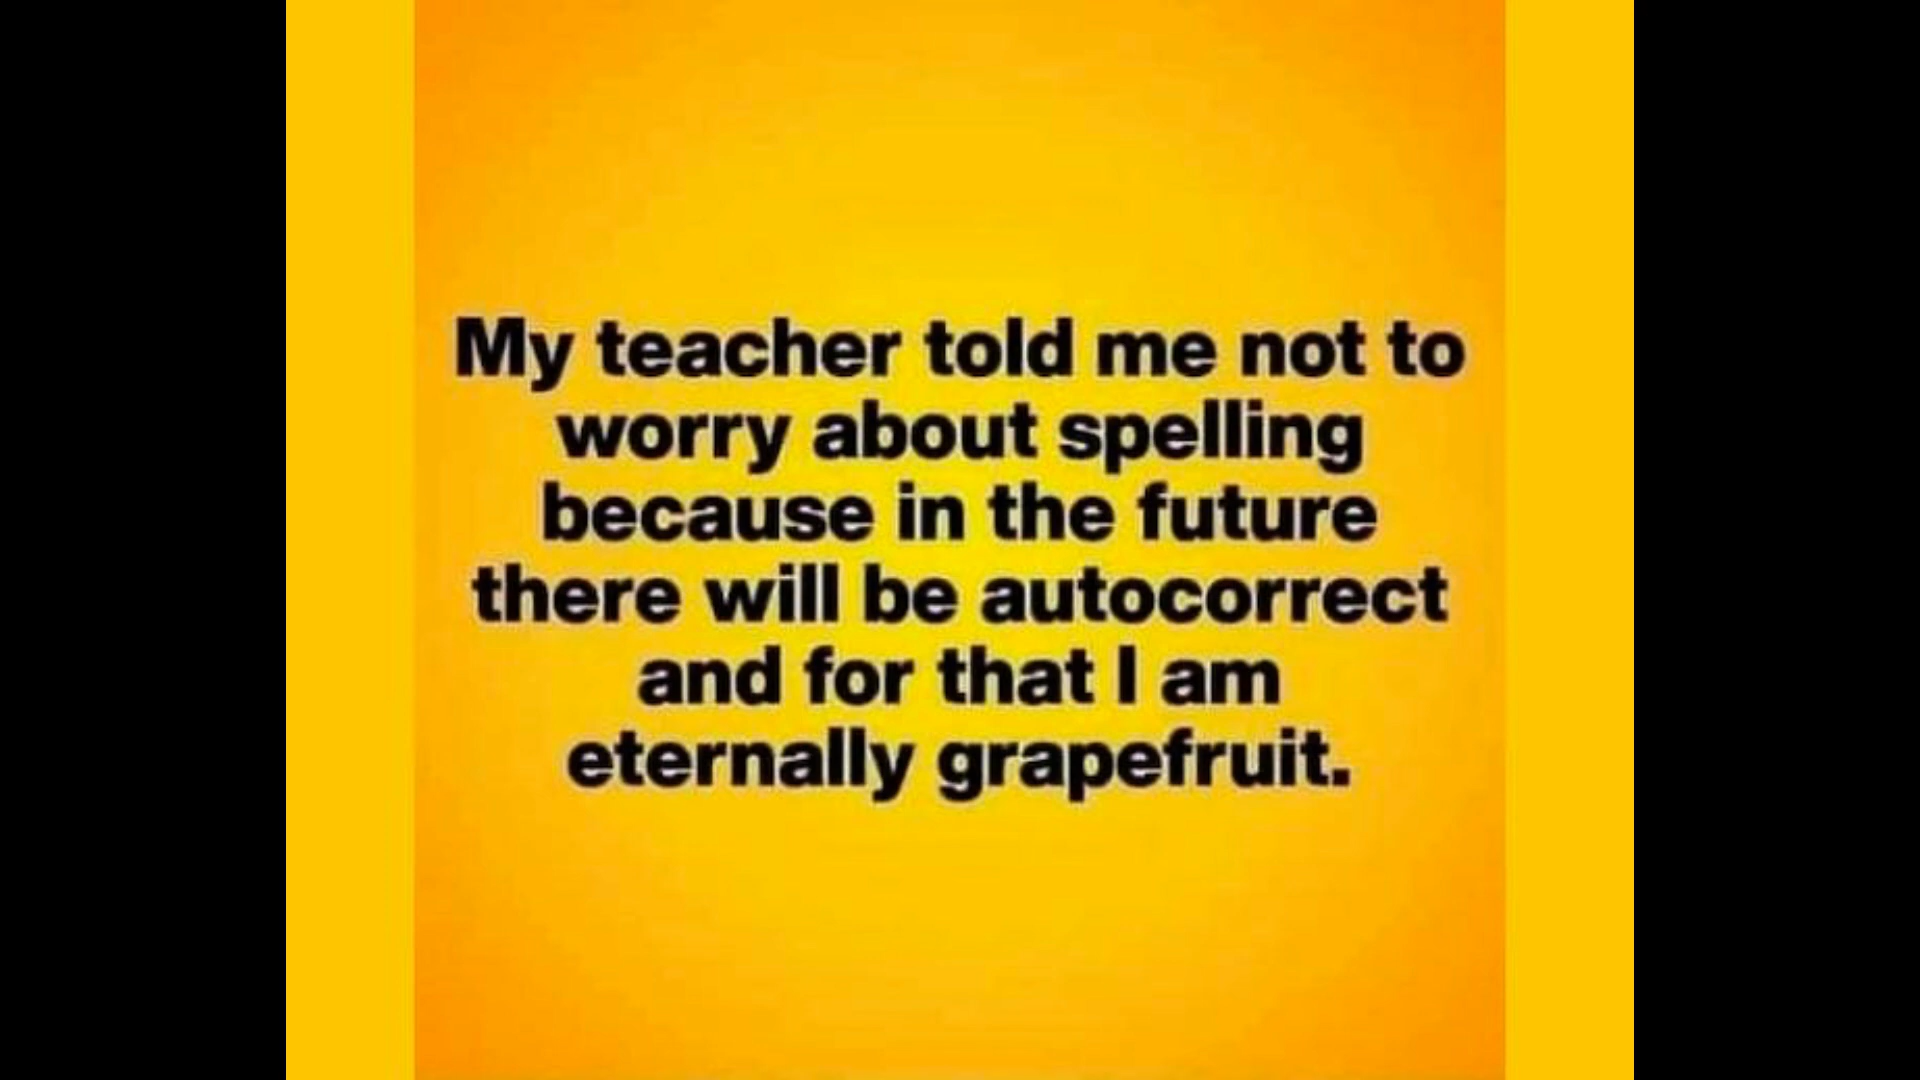 My teacher told me not to
worry about spelling
because in the future
there will be autocorrect
and for that I am
eternally grapefruit.